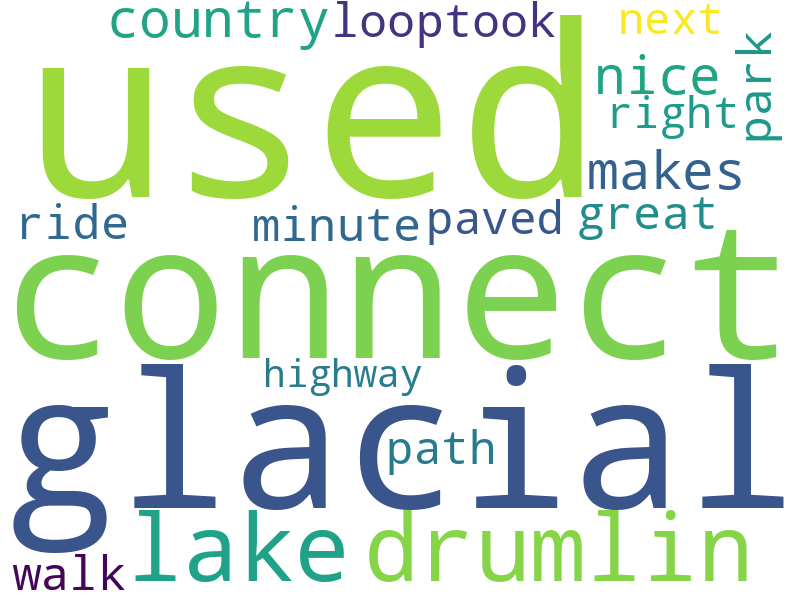 country looptook next
used
nice
park
right
makes
ride minute paved great
connect
highway
glacial
path
lake drumlin
walk